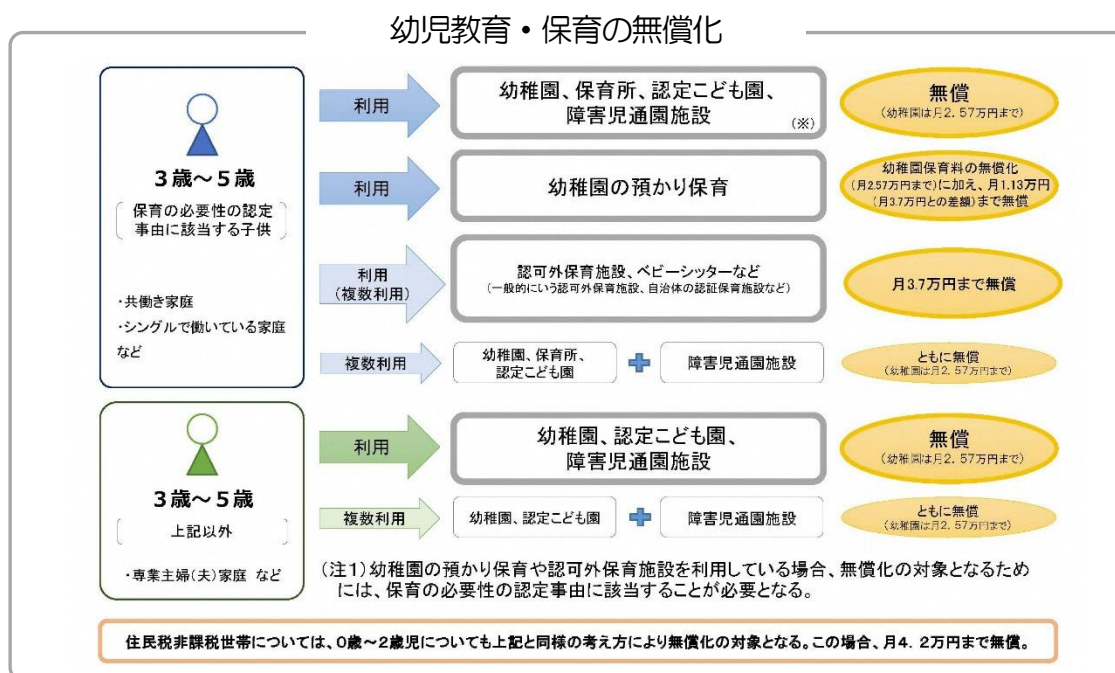 幼児教育・保育の無償化
3歳~5歳
保育の必要性の認定
事由に該当する子供
・共働き家庭
・シングルで働いている家庭
など
利用
幼稚園、保育所、認定こども園、
障害児通園施設
(※)
無償
(幼稚園は月2.57万円まで)
利用
幼稚園の預かり保育
幼稚園保育料の無償化
(月2.57万円まで)に加え、月1.13万円
(月3.7万円との差額)まで無償
利用
(複数利用)
認可外保育施設、ベビーシッターなど
(一般的にいう認可外保育施設、自治体の認証保育施設など)
月3.7万円まで無償
複数利用
幼稚園、保育所、
認定こども園
障害児通園施設
ともに無償
(幼稚園は月2.57万円まで)
3歳~5歳
上記以外
・専業主婦(夫)家庭 など
利用
幼稚園、認定こども園、
障害児通園施設
無償
(幼稚園は月2.57万円まで)
複数利用
幼稚園、認定こども園
障害児通園施設
ともに無償
(幼稚園は月2.57万円まで)
(注1)幼稚園の預かり保育や認可外保育施設を利用している場合、無償化の対象となるため
には、保育の必要性の認定事由に該当することが必要となる。
住民税非課税世帯については、0歳~2歳児についても上記と同様の考え方により無償化の対象となる。この場合、月4.2万円まで無償。